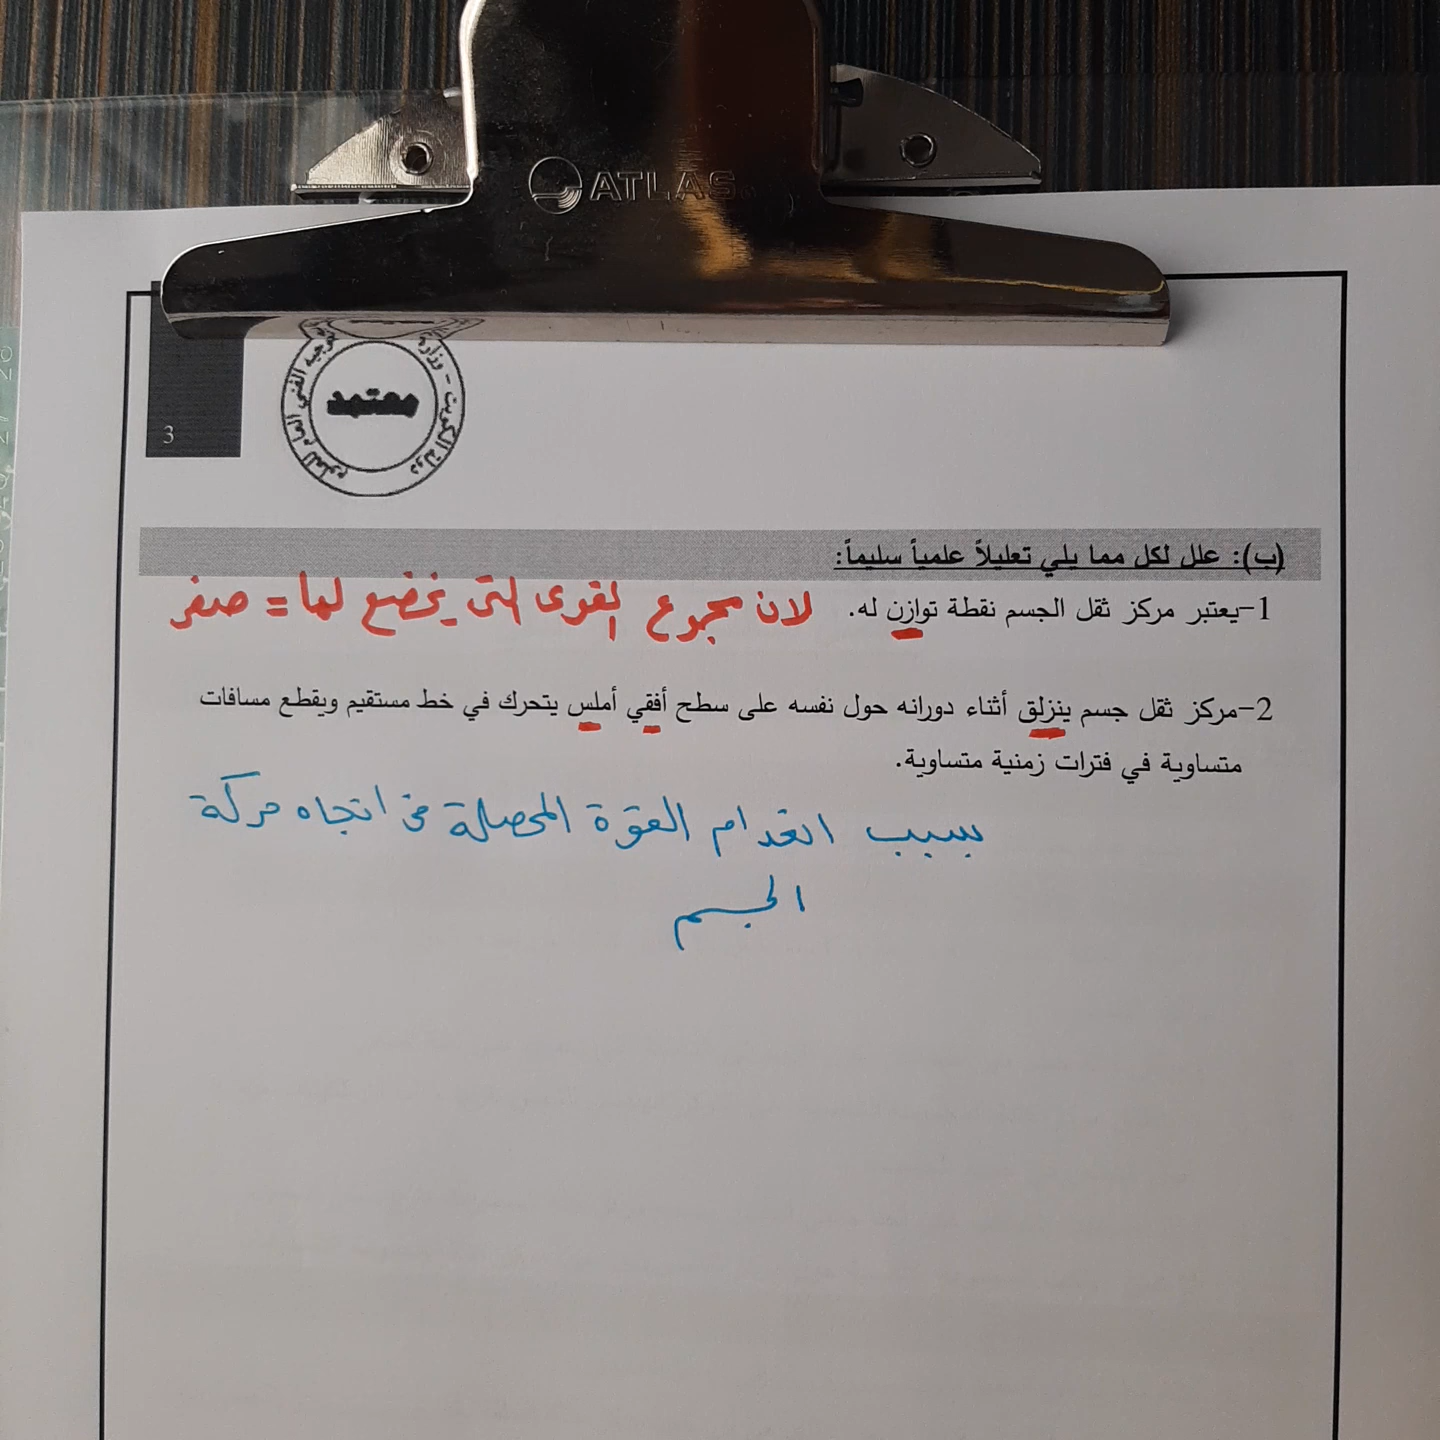 ATLAS
معتمد
3
(ب): علل لكل مما يلي تعليلاً علمياً سليماً:
1-يعتبر مركز ثقل الجسم نقطة توازن له. لان مجموع القوى التى يخضع لها = صفر
2-مركز ثقل جسم ينزلق أثناء دورانه حول نفسه على سطح أفقي أملس يتحرك في خط مستقيم ويقطع مسافات
متساوية في فترات زمنية متساوية.
بسبب انعدام القوة المحصلة فى اتجاه حركة
الجسم